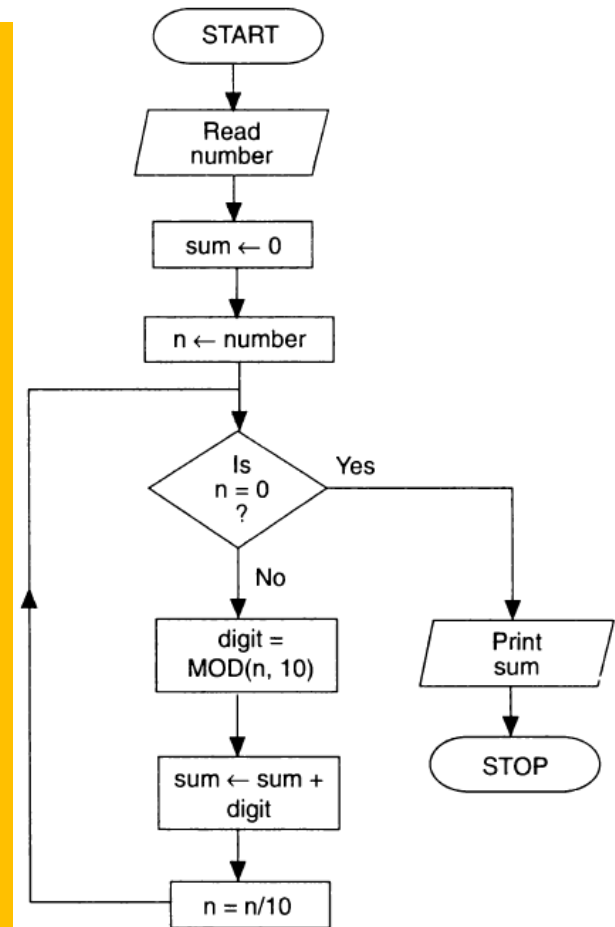 START
Read
number
sum ← 0
n ← number
Is
n = 0
?
Yes
No
digit =
MOD(n, 10)
sum ← sum +
digit
n = n/10
Print
sum
STOP